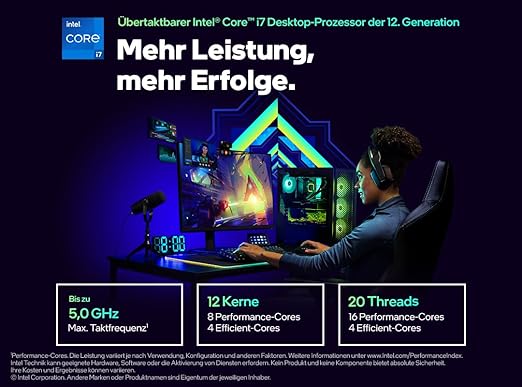 intel
CORE
i7
Übertaktbarer Intel® Core™ i7 Desktop-Prozessor der 12. Generation
Mehr Leistung,
mehr Erfolge.
Bis zu
5,0 GHz
Max. Taktfrequenz¹
12 Kerne
8 Performance-Cores
4 Efficient-Cores
20 Threads
16 Performance-Cores
4 Efficient-Cores
¹Performance-Cores. Die Leistung variiert je nach Verwendung, Konfiguration und anderen Faktoren. Weitere Informationen unter www.Intel.com/PerformanceIndex.
Intel Technik kann geeignete Hardware, Software oder die Aktivierung von Diensten erfordern. Kein Produkt und keine Komponente bietet absolute Sicherheit.
Ihre Kosten und Ergebnisse können variieren.
© Intel Corporation. Andere Marken oder Produktnamen sind Eigentum der jeweiligen Inhaber.